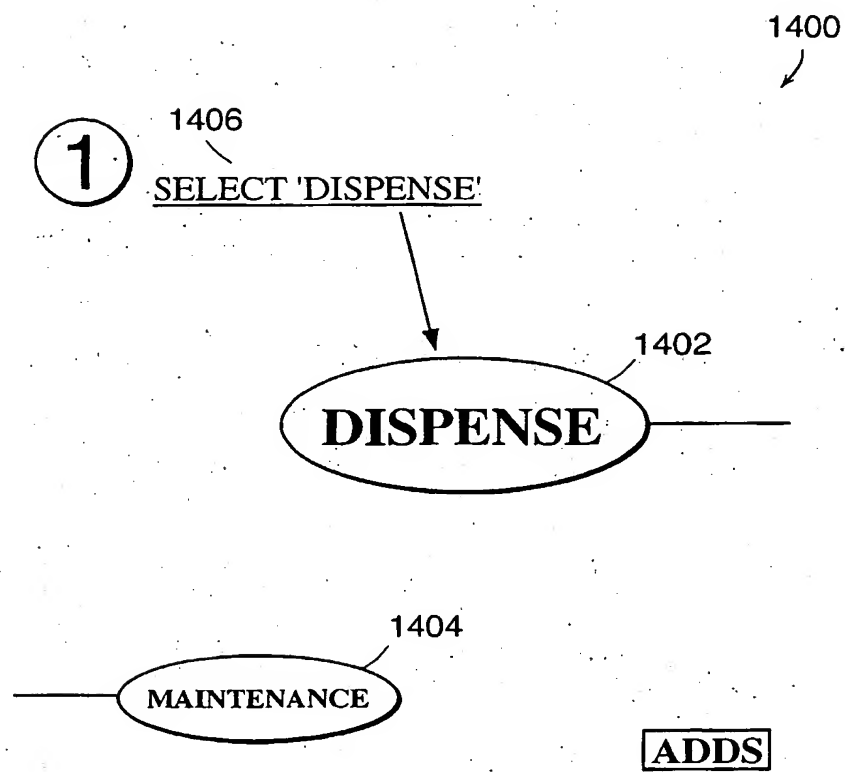 1400
1406
1 SELECT 'DISPENSE'
1402
DISPENSE
1404
MAINTENANCE
ADDS